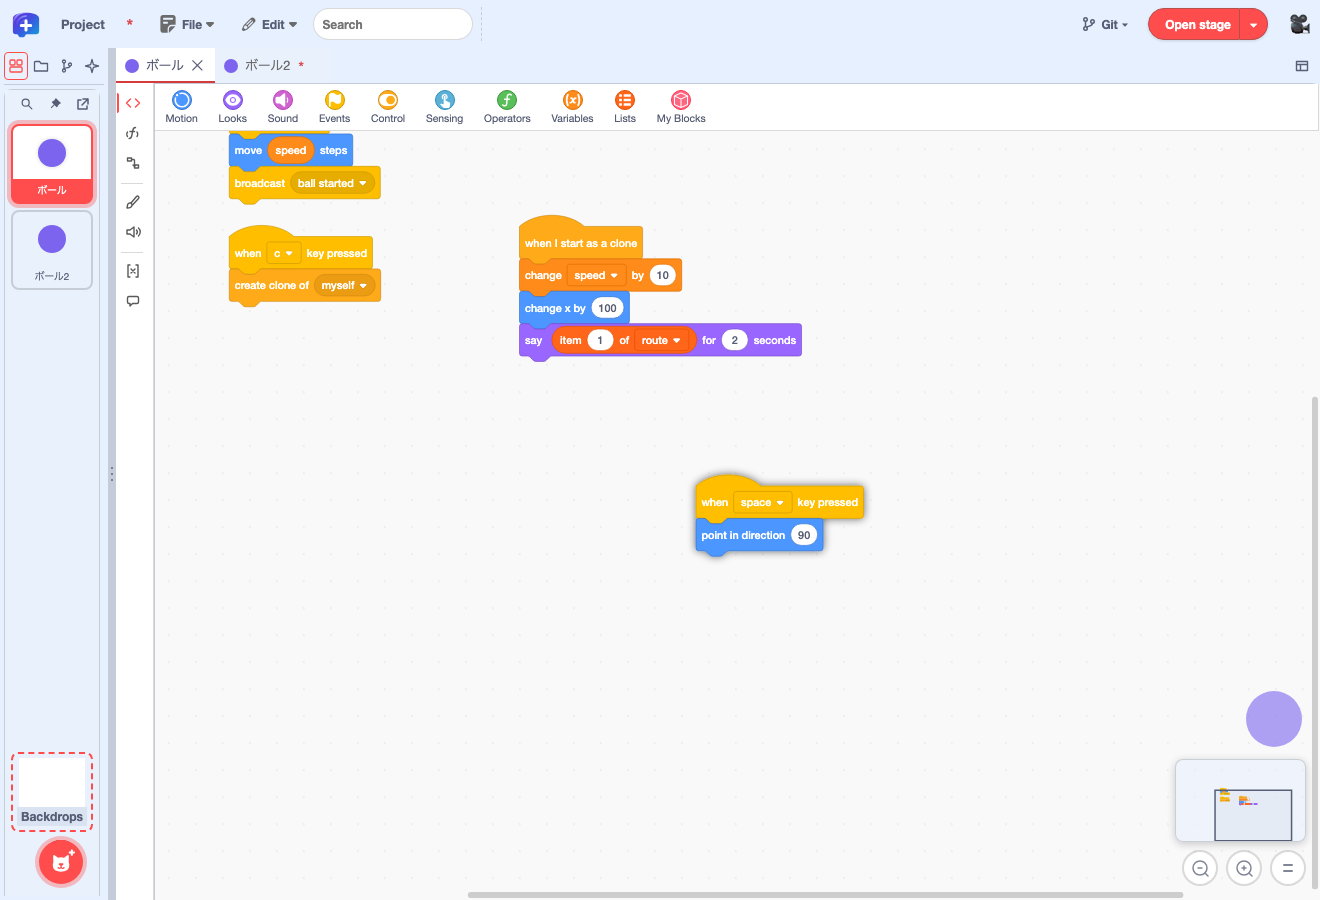 Project * File Edit Search Git Open stage
ボール ボール2 *
Motion Looks Sound Events Control Sensing Operators Variables Lists My Blocks
move speed steps
broadcast ball started
when c key pressed
create clone of myself
when I start as a clone
change speed by 10
change x by 100
say item 1 of route for 2 seconds
when space key pressed
point in direction 90
ボール
ボール2
Backdrops